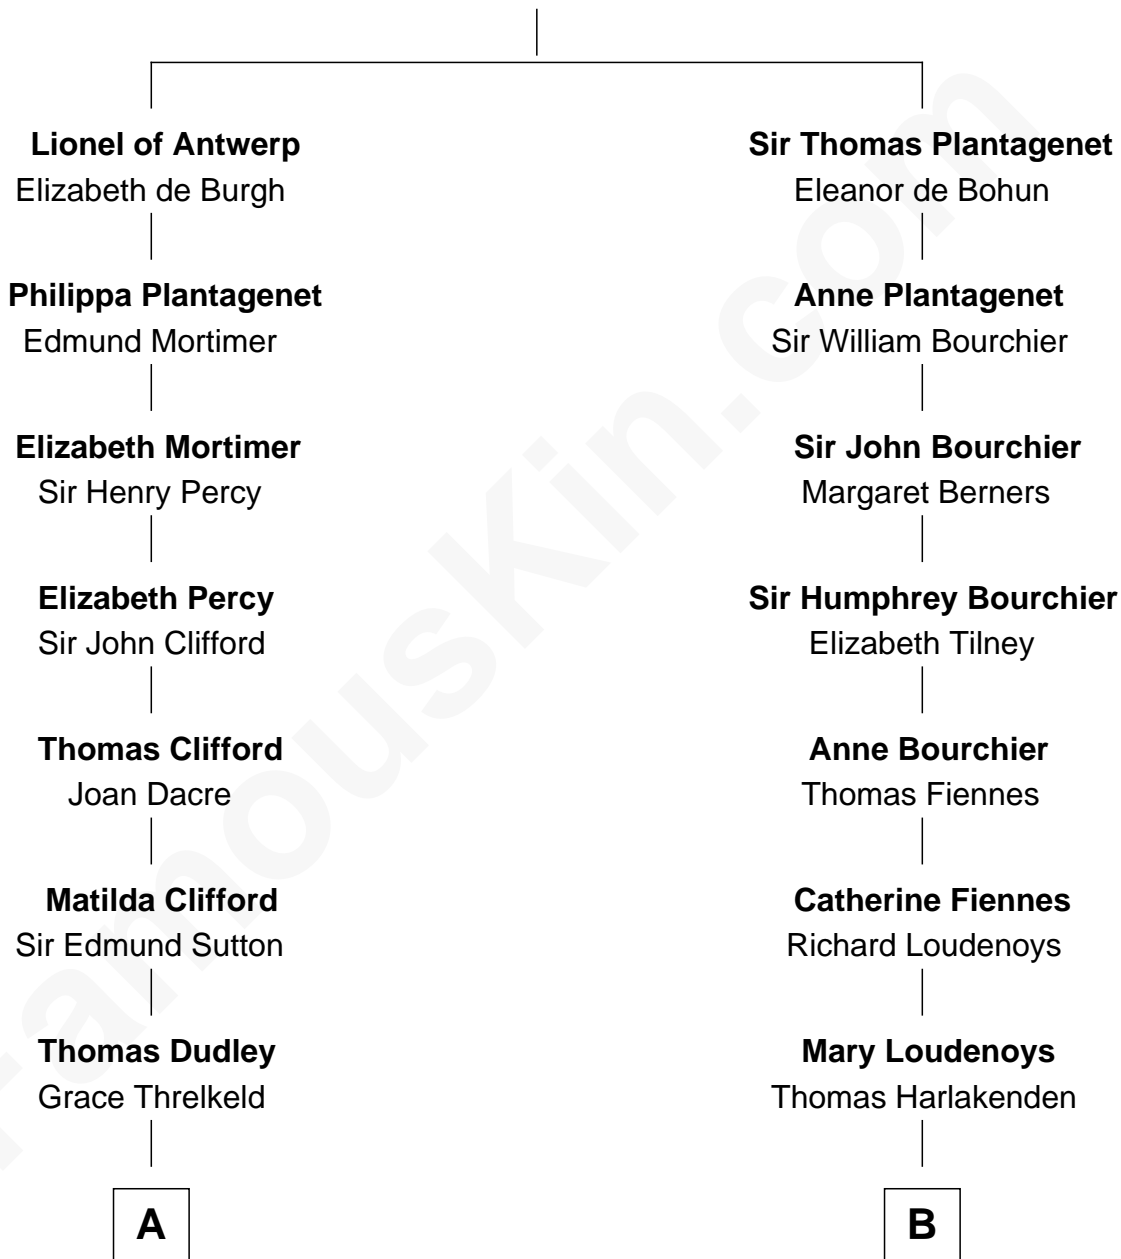 Lionel of Antwerp
Elizabeth de Burgh
Philippa Plantagenet
Edmund Mortimer
Elizabeth Mortimer
Sir Henry Percy
Elizabeth Percy
Sir John Clifford
Thomas Clifford
Joan Dacre
Matilda Clifford
Sir Edmund Sutton
Thomas Dudley
Grace Threlkeld
A
Sir Thomas Plantagenet
Eleanor de Bohun
Anne Plantagenet
Sir William Bourchier
Sir John Bourchier
Margaret Berners
Sir Humphrey Bourchier
Elizabeth Tilney
Anne Bourchier
Thomas Fiennes
Catherine Fiennes
Richard Loudenoys
Mary Loudenoys
Thomas Harlakenden
B
FamousKin.com